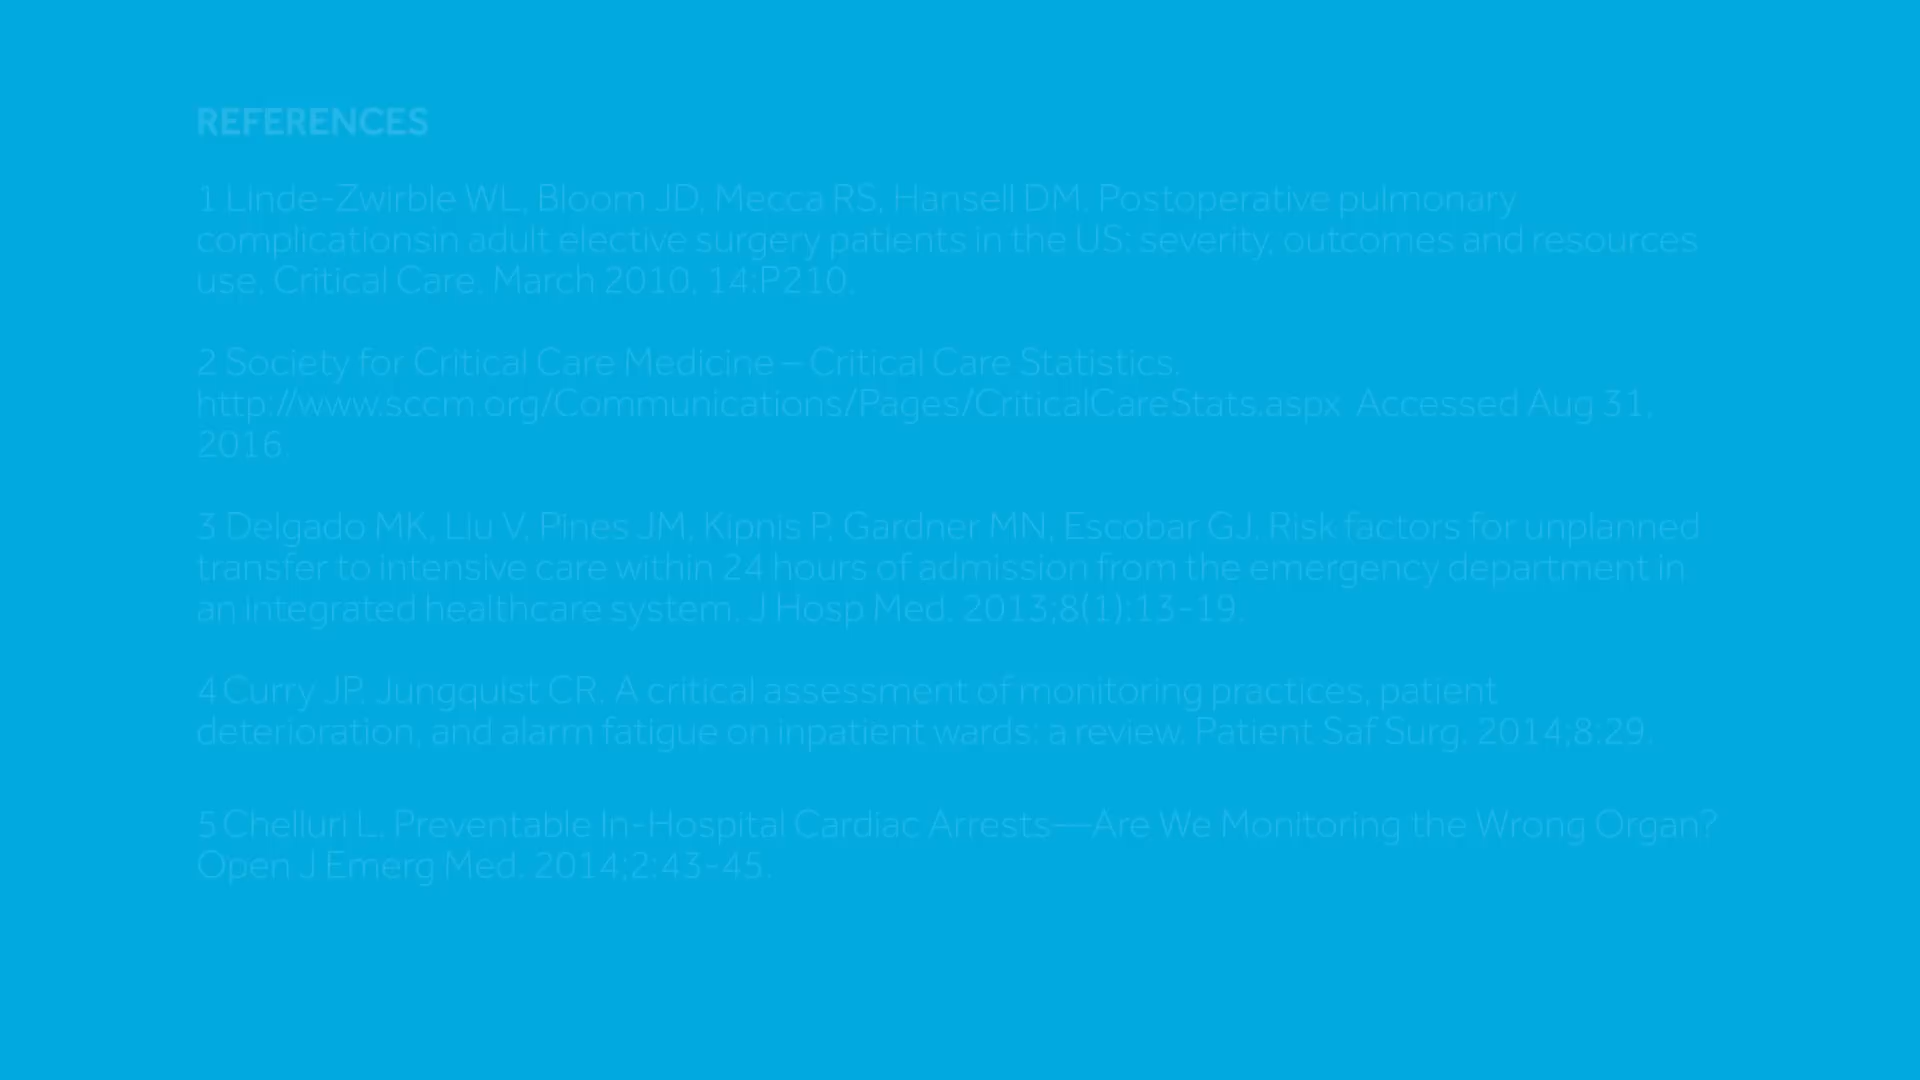 REFERENCES
1 Linde-Zwirble WL, Bloom JD, Mecca RS, Hansell DM. Postoperative pulmonary
complicationsin adult elective surgery patients in the US: severity, outcomes and resources
use. Critical Care. March 2010, 14:P210.
2 Society for Critical Care Medicine – Critical Care Statistics.
http://www.sccm.org/Communications/Pages/CriticalCareStats.aspx Accessed Aug 31,
2016.
3 Delgado MK, Liu V, Pines JM, Kipnis P, Gardner MN, Escobar GJ. Risk factors for unplanned
transfer to intensive care within 24 hours of admission from the emergency department in
an integrated healthcare system. J Hosp Med. 2013;8(1):13-19.
4 Curry JP, Jungquist CR. A critical assessment of monitoring practices, patient
deterioration, and alarm fatigue on inpatient wards: a review. Patient Saf Surg. 2014;8:29.
5 Chelluri L. Preventable In-Hospital Cardiac Arrests—Are We Monitoring the Wrong Organ?
Open J Emerg Med. 2014;2:43-45.